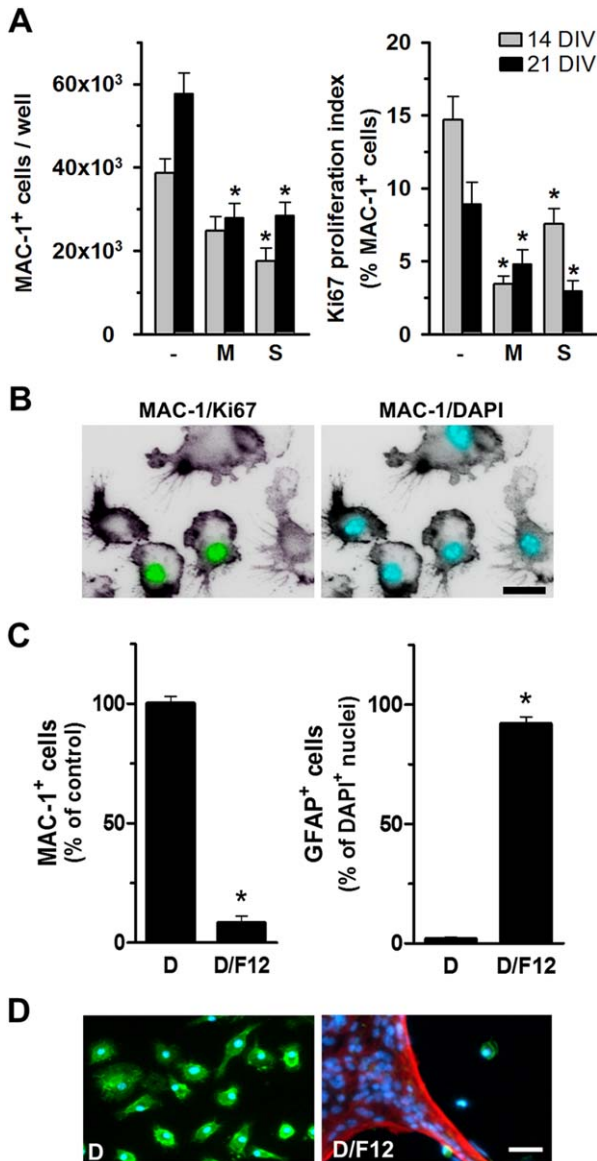 A
MAC-1+ cells / well
60x10³
40x10³
20x10³
0
- M S
Ki67 proliferation index
(% MAC-1+ cells)
20
15
10
5
0
14 DIV
21 DIV
* * *
* * * *
- M S
B
MAC-1/Ki67 MAC-1/DAPI
C
MAC-1+ cells
(% of control)
100
50
0
*
D D/F12
GFAP+ cells
(% of DAPI+ nuclei)
100
50
0
*
D D/F12
D
D
D/F12